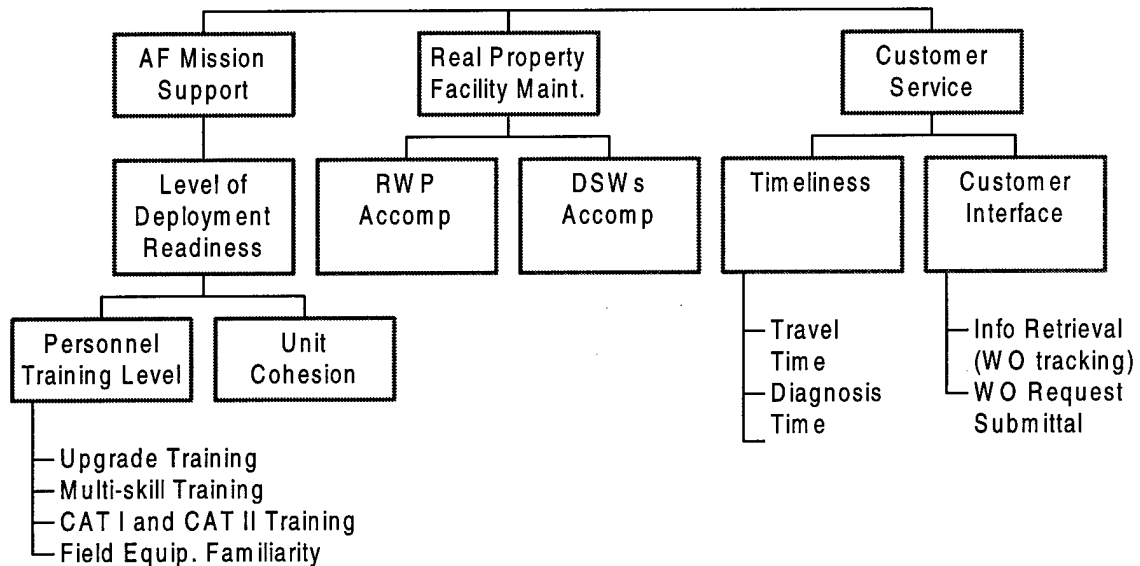 AF Mission
Support
Real Property
Facility Maint.
Customer
Service
Level of
Deployment
Readiness
RWP
Accomp
DSWs
Accomp
Timeliness
Customer
Interface
Personnel
Training Level
Unit
Cohesion
Travel
Time
Diagnosis
Time
Info Retrieval
(WO tracking)
WO Request
Submittal
Upgrade Training
Multi-skill Training
CAT I and CAT II Training
Field Equip. Familiarity